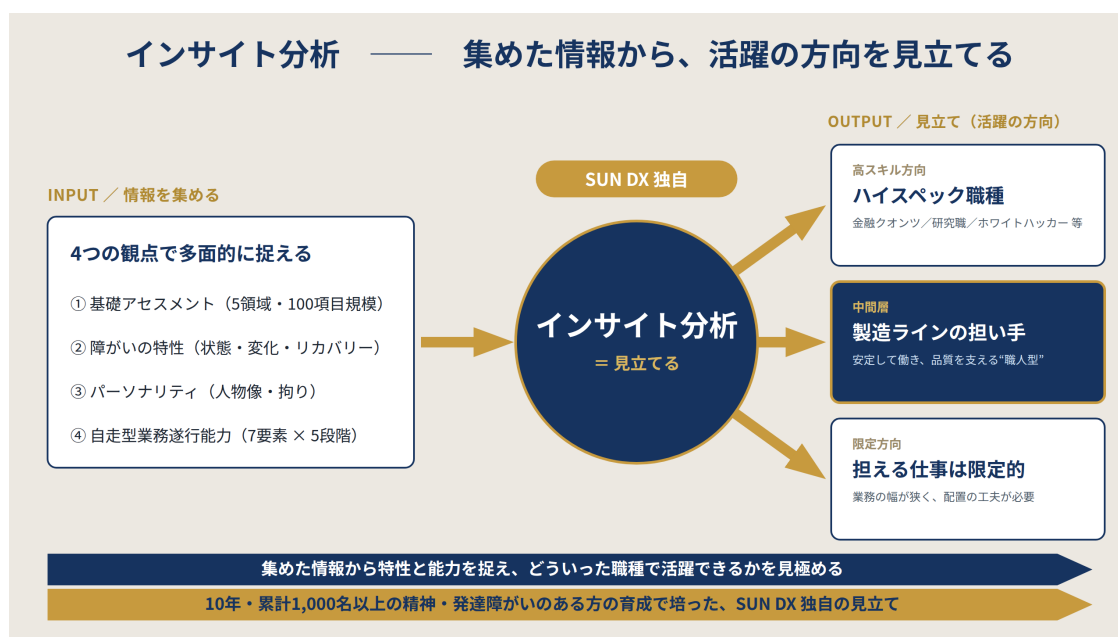 インサイト分析 ―― 集めた情報から、活躍の方向を見立てる
INPUT ／ 情報を集める
4つの観点で多面的に捉える
① 基礎アセスメント（5領域・100項目規模）
② 障がいの特性（状態・変化・リカバリー）
③ パーソナリティ（人物像・拘り）
④ 自走型業務遂行能力（7要素 × 5段階）
SUN DX 独自
インサイト分析
＝ 見立てる
OUTPUT ／ 見立て（活躍の方向）
高スキル方向
ハイスペック職種
金融クオンツ／研究職／ホワイトハッカー 等
中間層
製造ラインの担い手
安定して働き、品質を支える“職人型”
限定方向
担える仕事は限定的
業務の幅が狭く、配置の工夫が必要
集めた情報から特性と能力を捉え、どういった職種で活躍できるかを見極める
10年・累計1,000名以上の精神・発達障がいのある方の育成で培った、SUN DX 独自の見立て